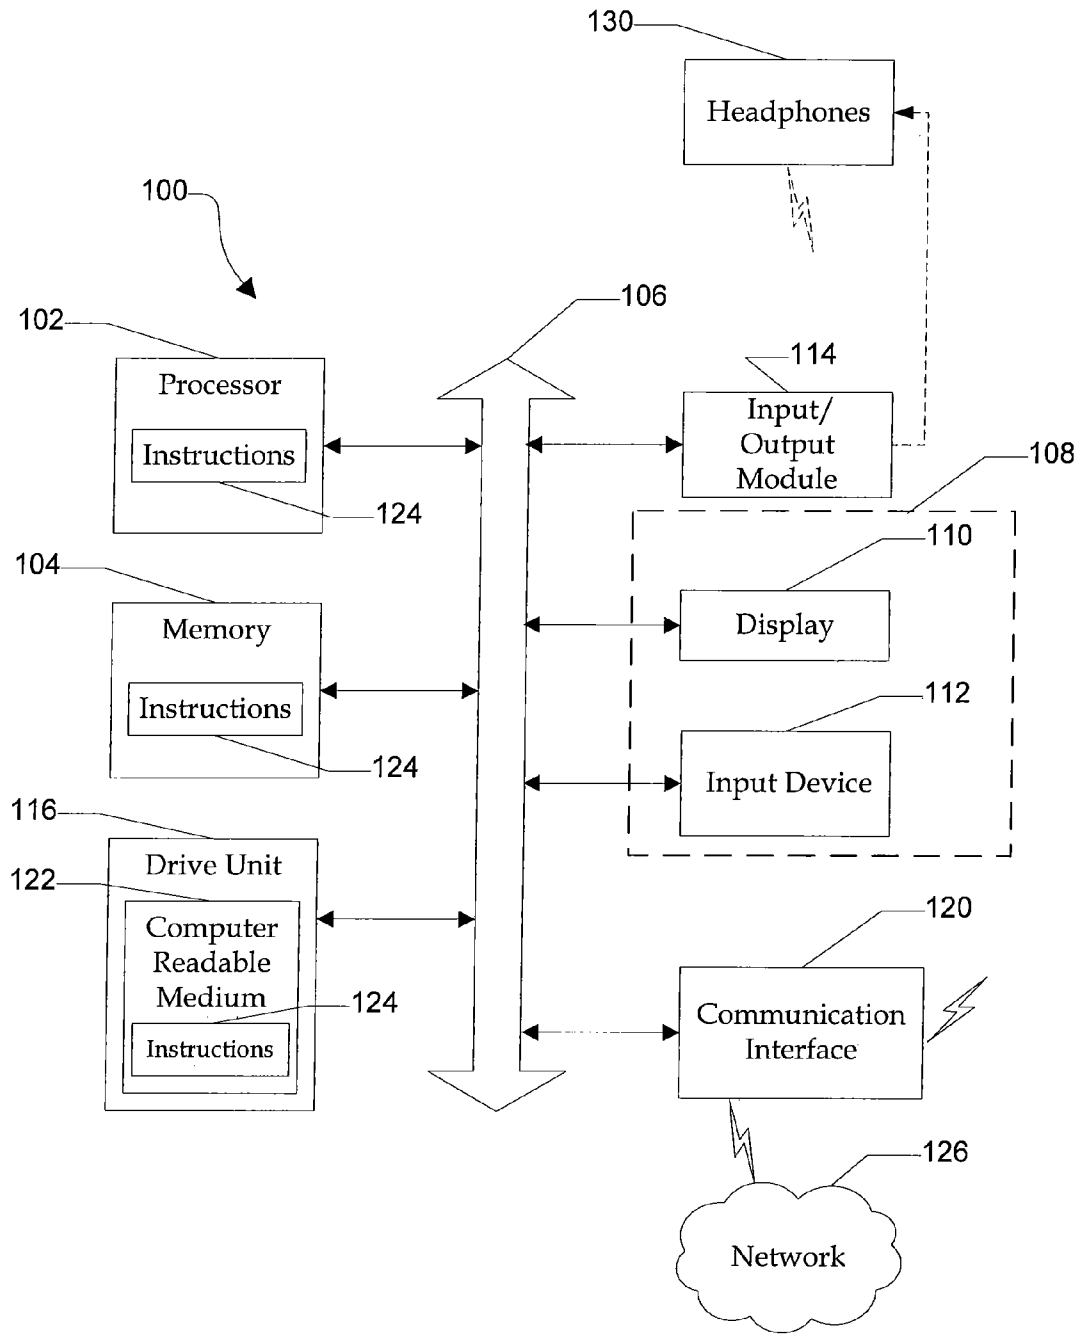 130
Headphones
100
106
102
114
Processor
Input/
Output
Module
Instructions
108
124
110
104
Memory
Display
112
Instructions
124
Input Device
116
Drive Unit
122
120
Computer
Readable
Medium
124
Communication
Interface
Instructions
126
Network